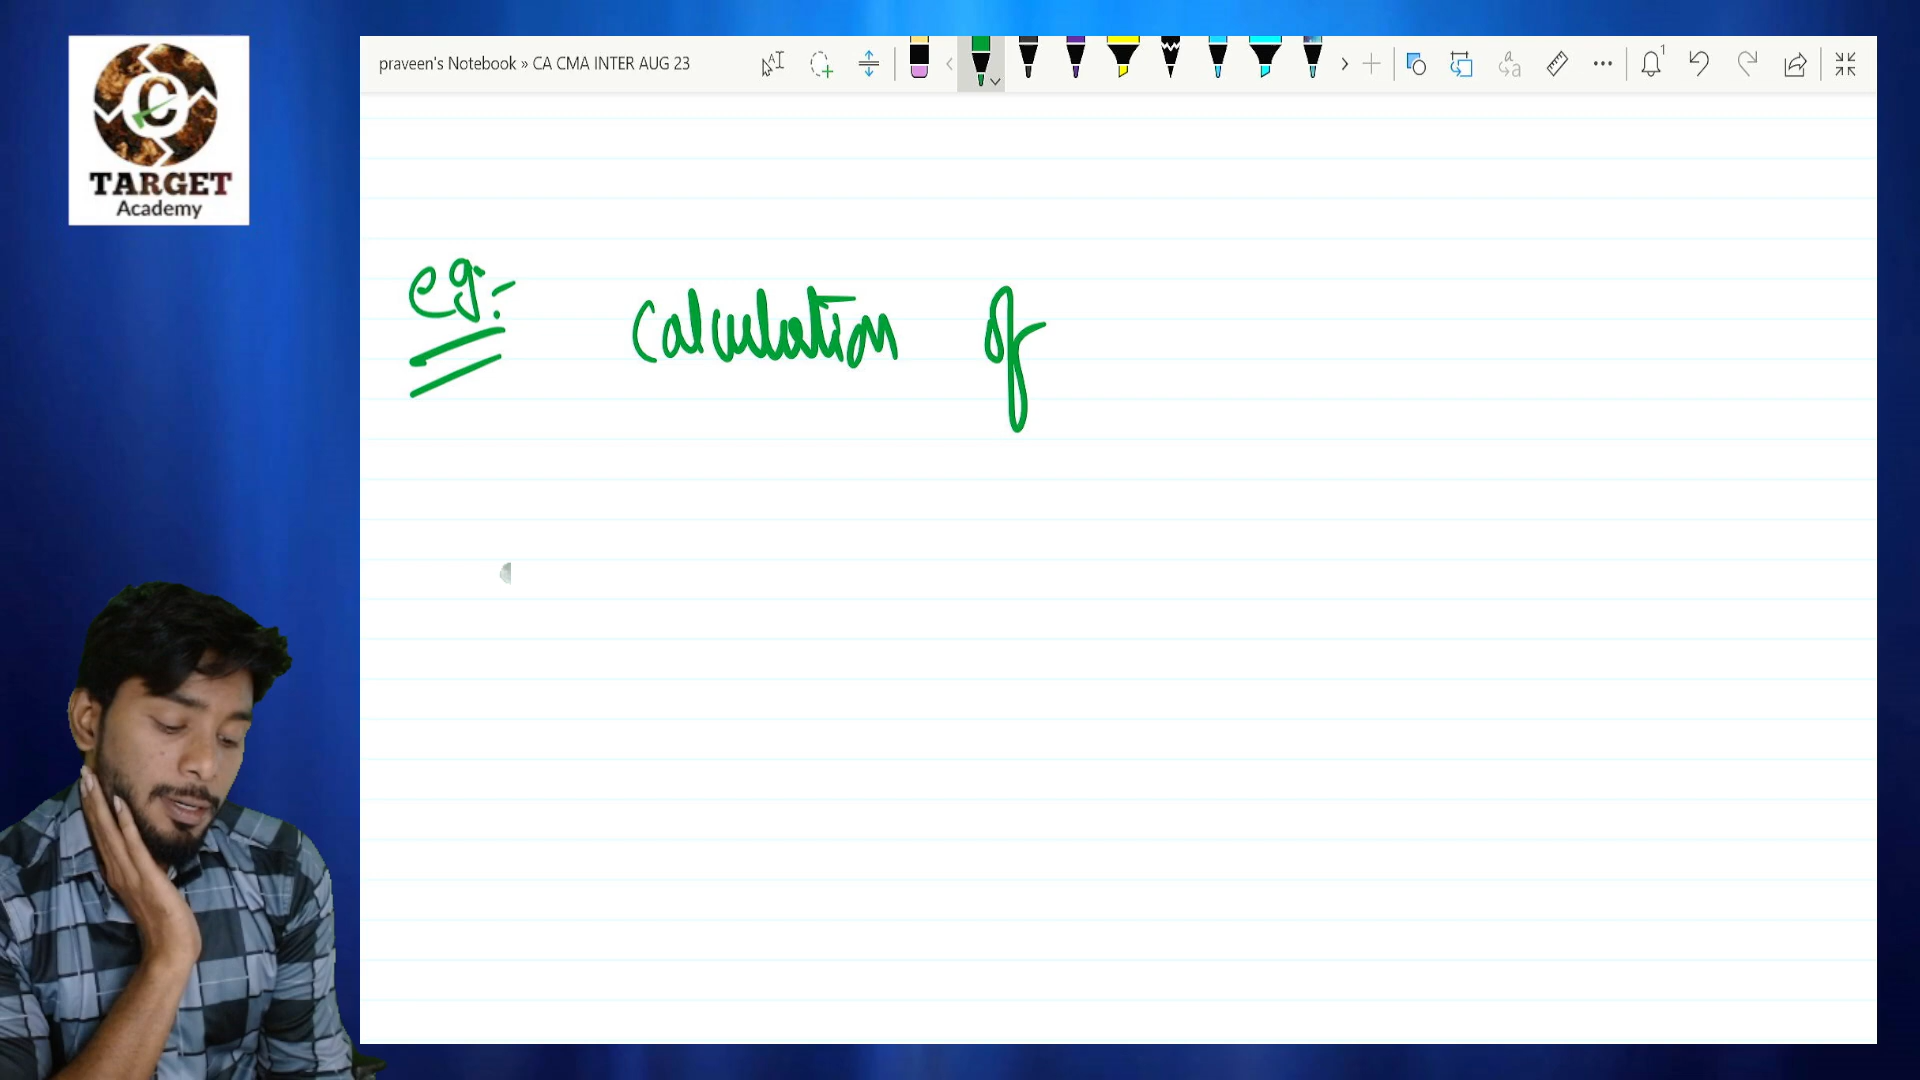 C
TARGET
Academy
praveen's Notebook » CA CMA INTER AUG 23
eg:-
Calculation of